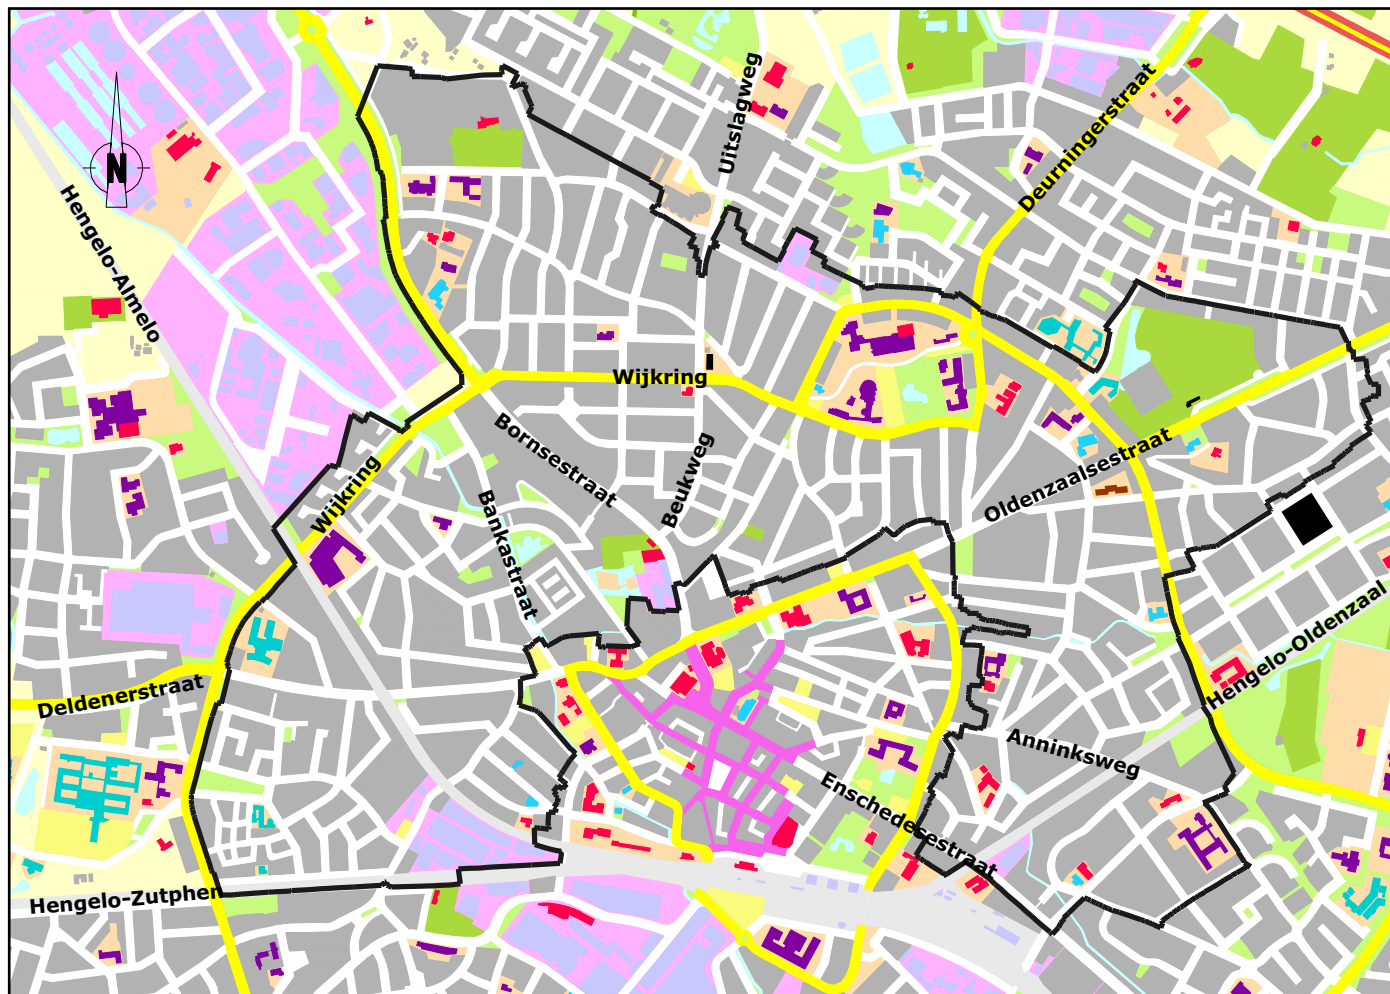 Uitslagweg
Deurningerstraat
N
Hengelo-Almelo
Wijkring
Bornsestraat
Beukweg
Oldenzaalsestraat
Wijkring
Bankastraat
Hengelo-Oldenzaal
Deldenerstraat
Anninksweg
Enschedesestraat
Hengelo-Zutphen